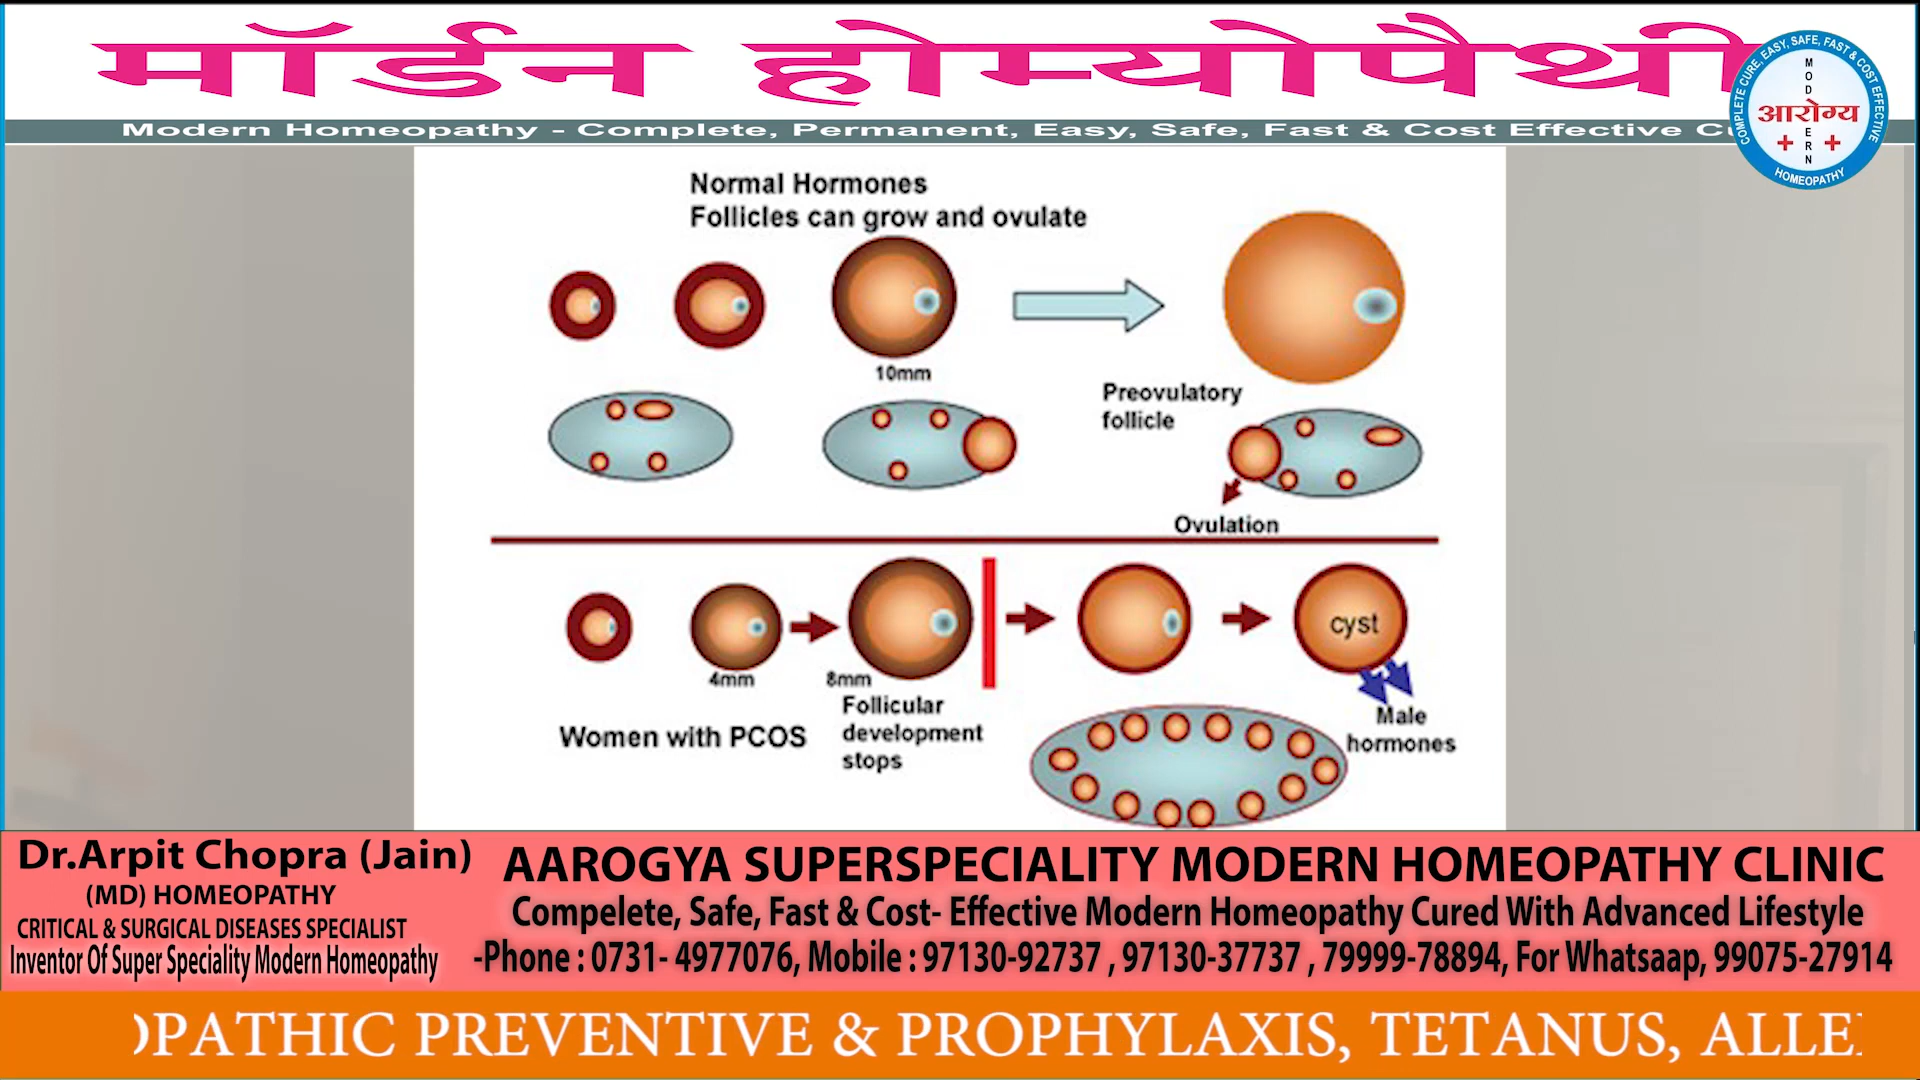 मॉर्डन होम्योपैथी
Modern Homeopathy - Complete, Permanent, Easy, Safe, Fast & Cost Effective
COMPLETE CURE, EASY, SAFE, FAST & COST EFFECTIVE
MODERN
आरोग्य
HOMEOPATHY
Normal Hormones
Follicles can grow and ovulate
10mm
Preovulatory
follicle
Ovulation
cyst
4mm
8mm
Women with PCOS
Follicular
development
stops
Male
hormones
Dr.Arpit Chopra (Jain)
(MD) HOMEOPATHY
CRITICAL & SURGICAL DISEASES SPECIALIST
Inventor Of Super Speciality Modern Homeopathy
AAROGYA SUPERSPECIALITY MODERN HOMEOPATHY CLINIC
Compelete, Safe, Fast & Cost- Effective Modern Homeopathy Cured With Advanced Lifestyle
-Phone : 0731- 4977076, Mobile : 97130-92737 , 97130-37737 , 79999-78894, For Whatsaap, 99075-27914
OPATHIC PREVENTIVE & PROPHYLAXIS, TETANUS, ALLE